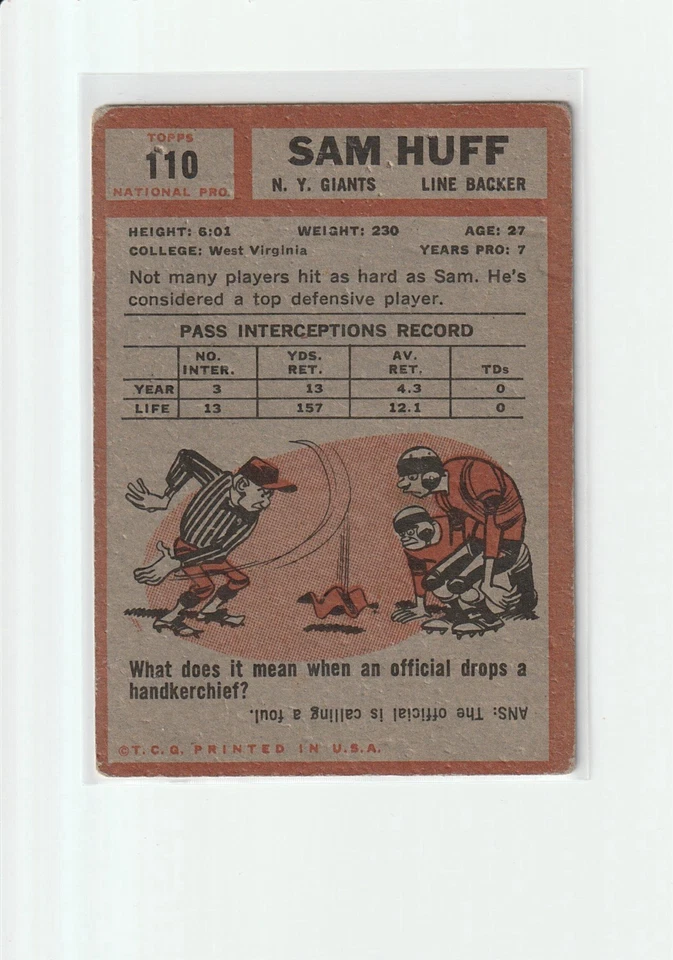 TOPPS
110
NATIONAL PRO.
SAM HUFF
N. Y. GIANTS LINE BACKER
HEIGHT: 6:01 WEIGHT: 230 AGE: 27
COLLEGE: West Virginia YEARS PRO: 7
Not many players hit as hard as Sam. He's
considered a top defensive player.
PASS INTERCEPTIONS RECORD
NO. INTER. YDS. RET. AV. RET. TDs
YEAR 3 13 4.3 0
LIFE 13 157 12.1 0
What does it mean when an official drops a
handkerchief?
ANS: The official is calling a foul.
©T.C.G. PRINTED IN U.S.A.